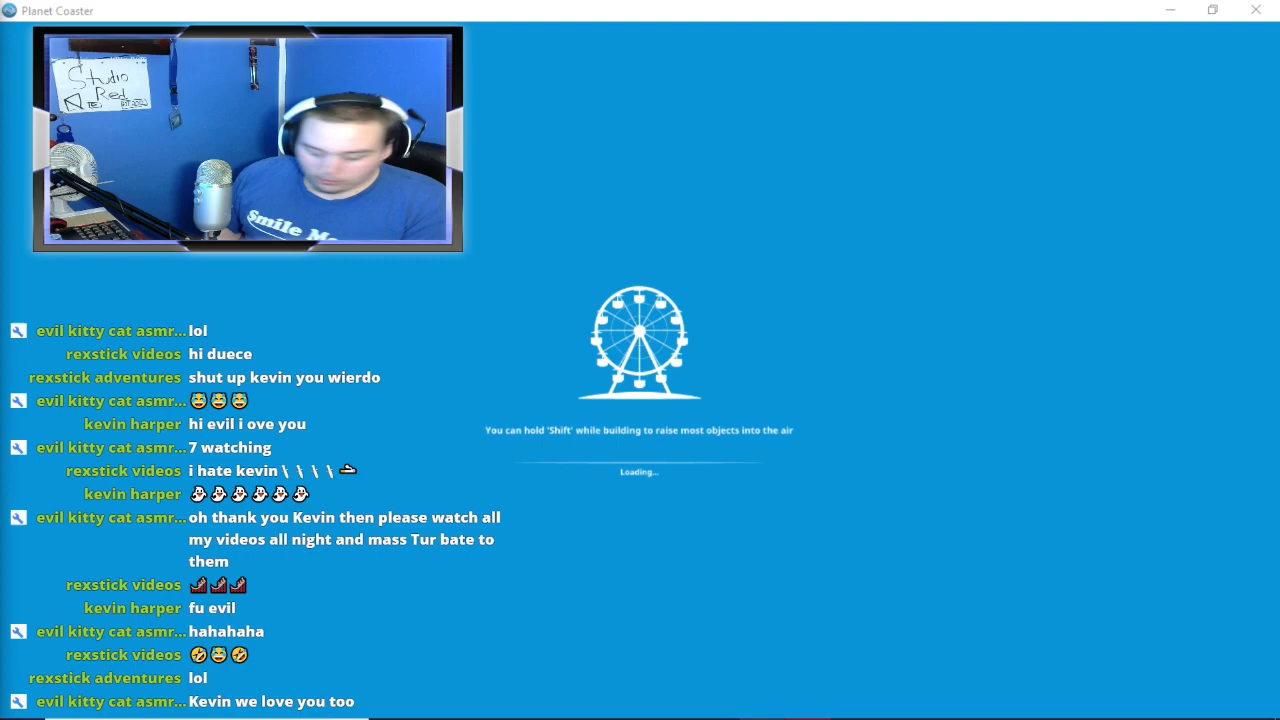 Planet Coaster
Studio
Red
Smile
evil kitty cat asmr... lol
rexstick videos hi duece
rexstick adventures shut up kevin you wierdo
evil kitty cat asmr... 😅😅😅
kevin harper hi evil i ove you
evil kitty cat asmr... 7 watching
rexstick videos i hate kevin
kevin harper
evil kitty cat asmr... oh thank you Kevin then please watch all
my videos all night and mass Tur bate to
them
rexstick videos 🎢🎢🎢
kevin harper fu evil
evil kitty cat asmr... hahahaha
rexstick videos 🤣😅🤣
rexstick adventures lol
evil kitty cat asmr... Kevin we love you too
You can hold 'Shift' while building to raise most objects into the air
Loading...